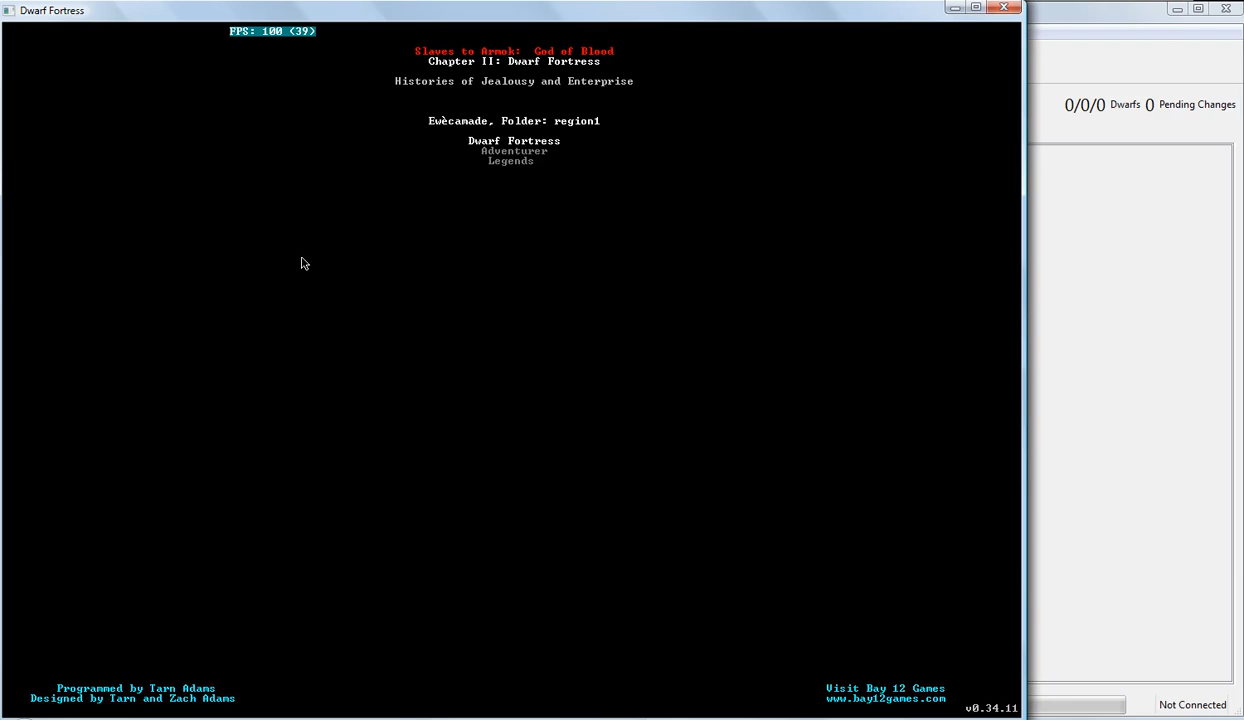 Dwarf Fortress
FPS: 100 (39)
Slaves to Armok:  God of Blood
Chapter II: Dwarf Fortress
Histories of Jealousy and Enterprise
Ewècamade, Folder: region1
Dwarf Fortress
Adventurer
Legends
0/0/0 Dwarfs 0 Pending Changes
Programmed by Tarn Adams
Designed by Tarn and Zach Adams
Visit Bay 12 Games
www.bay12games.com
v0.34.11
Not Connected